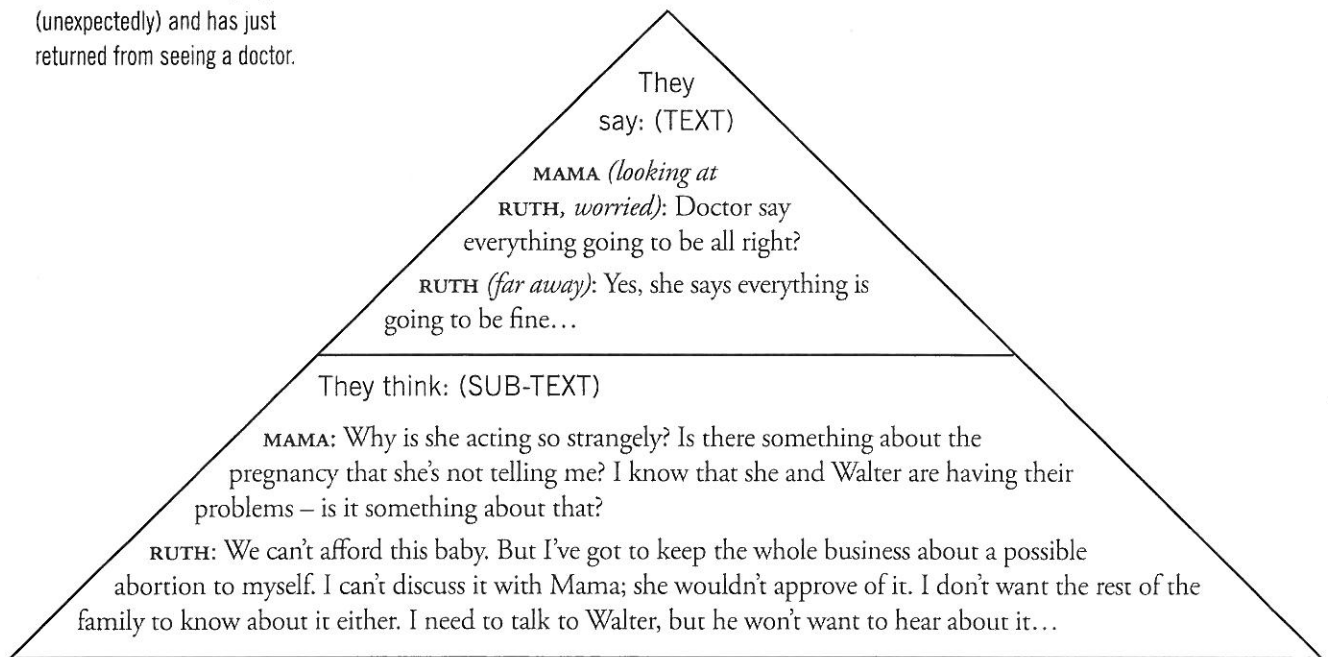 (unexpectedly) and has just
returned from seeing a doctor.
They
say: (TEXT)
MAMA (looking at
RUTH, worried): Doctor say
everything going to be all right?
RUTH (far away): Yes, she says everything is
going to be fine…
They think: (SUB-TEXT)
MAMA: Why is she acting so strangely? Is there something about the
pregnancy that she's not telling me? I know that she and Walter are having their
problems – is it something about that?
RUTH: We can't afford this baby. But I've got to keep the whole business about a possible
abortion to myself. I can't discuss it with Mama; she wouldn't approve of it. I don't want the rest of the
family to know about it either. I need to talk to Walter, but he won't want to hear about it…